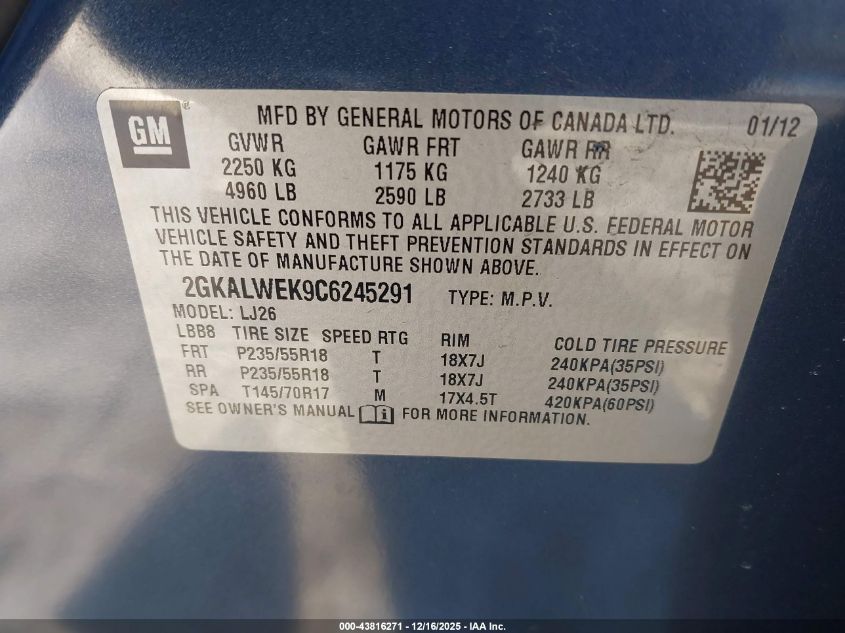 GM ® MFD BY GENERAL MOTORS OF CANADA LTD. 01/12
GVWR GAWR FRT GAWR RR
2250 KG 1175 KG 1240 KG
4960 LB 2590 LB 2733 LB
THIS VEHICLE CONFORMS TO ALL APPLICABLE U.S. FEDERAL MOTOR
VEHICLE SAFETY AND THEFT PREVENTION STANDARDS IN EFFECT ON
THE DATE OF MANUFACTURE SHOWN ABOVE.
2GKALWEK9C6245291 TYPE: M.P.V.
MODEL: LJ26
LBB8 TIRE SIZE SPEED RTG RIM COLD TIRE PRESSURE
FRT P235/55R18 T 18X7J 240KPA(35PSI)
RR P235/55R18 T 18X7J 240KPA(35PSI)
SPA T145/70R17 M 17X4.5T 420KPA(60PSI)
SEE OWNER'S MANUAL i FOR MORE INFORMATION.
000-43816271 - 12/16/2025 - IAA Inc.